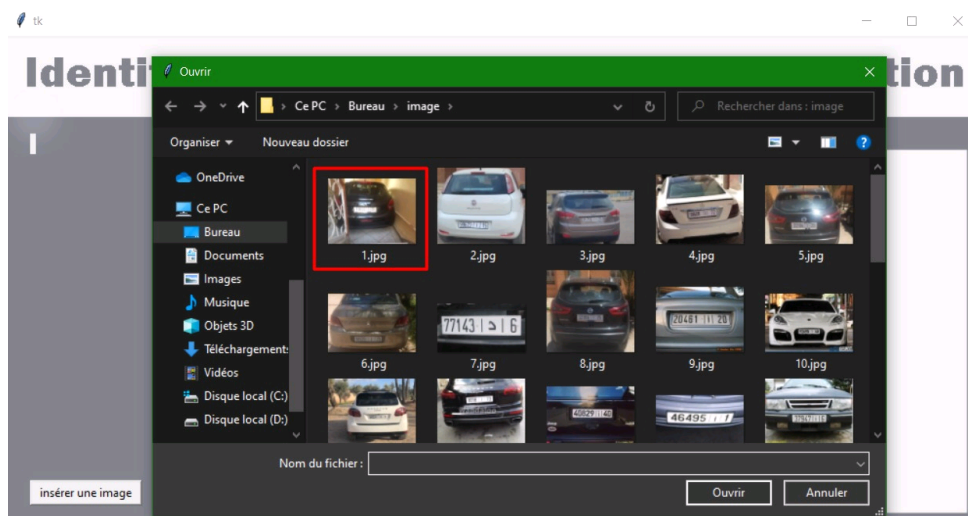 tk
Identi
tion
Ouvrir
Ce PC > Bureau > image >
Rechercher dans : image
Organiser
Nouveau dossier
?
OneDrive
Ce PC
Bureau
Documents
Images
Musique
Objets 3D
Téléchargements
Vidéos
Disque local (C:)
Disque local (D:)
1.jpg
2.jpg
3.jpg
4.jpg
5.jpg
77143 | د | 6
20461
20
6.jpg
7.jpg
8.jpg
9.jpg
10.jpg
40829
40
46495
Nom du fichier :
Ouvrir
Annuler
insérer une image